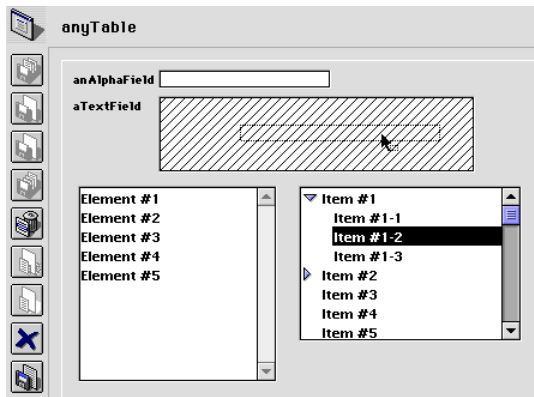 anyTable
anAlphaField
aTextField
Element #1
Element #2
Element #3
Element #4
Element #5
Item #1
Item #1-1
Item #1-2
Item #1-3
Item #2
Item #3
Item #4
Item #5